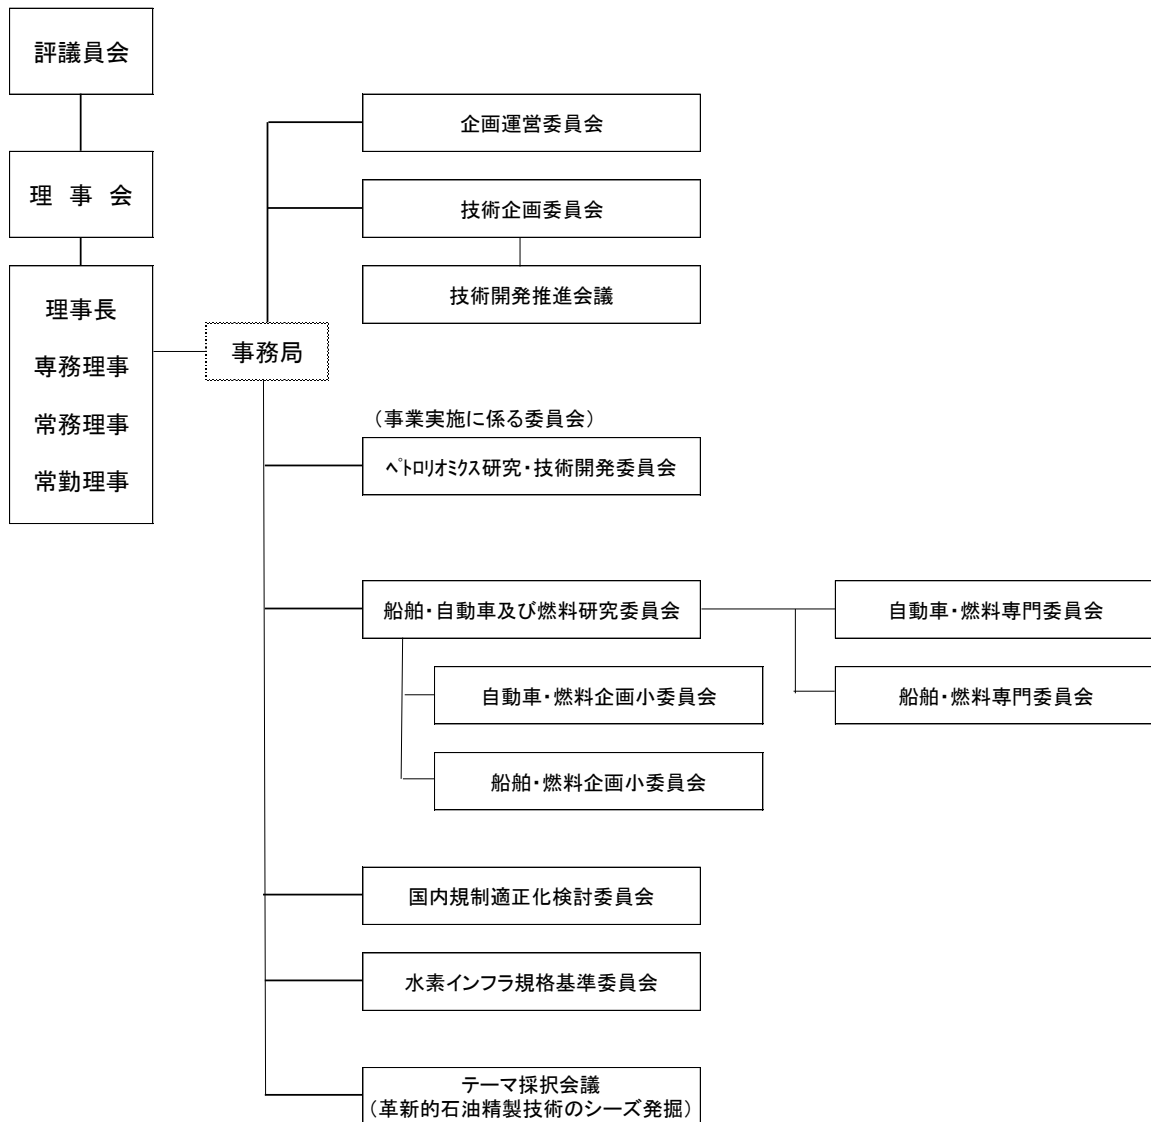 評議員会
理 事 会
理事長
専務理事
常務理事
常勤理事
事務局
企画運営委員会
技術企画委員会
技術開発推進会議
（事業実施に係る委員会）
ﾍﾟﾄﾛﾘｵﾐｸｽ研究・技術開発委員会
船舶・自動車及び燃料研究委員会
自動車・燃料専門委員会
自動車・燃料企画小委員会
船舶・燃料専門委員会
船舶・燃料企画小委員会
国内規制適正化検討委員会
水素インフラ規格基準委員会
テーマ採択会議
（革新的石油精製技術のシーズ発掘）